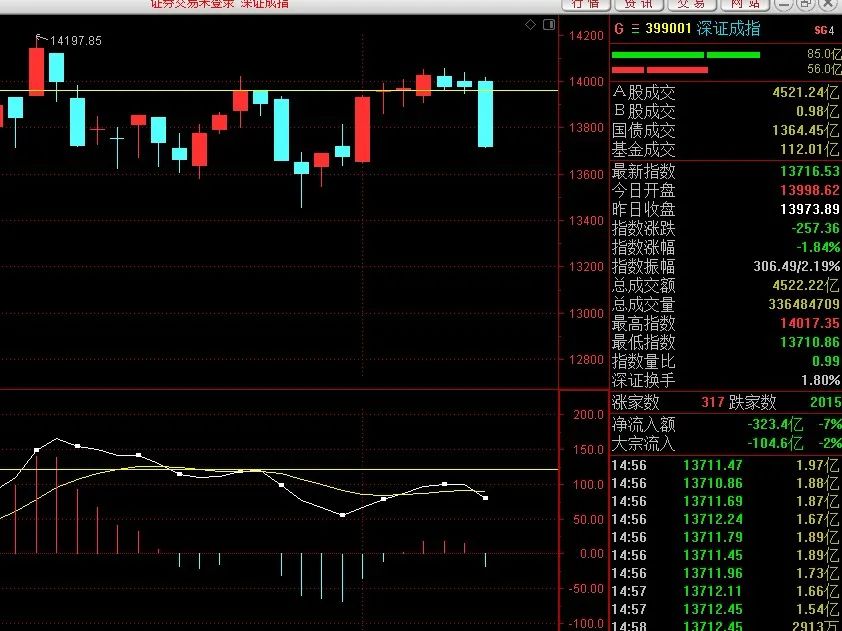 证券交易未登录 深证成指
行情 资讯 交易 网站
14197.85
14200
14000
13800
13600
13400
13200
13000
12800
200.0
150.0
100.0
50.00
0.00
-50.00
-100.0
G 三 399001 深证成指 SG4
85.0亿
56.0亿
A股成交 4521.24亿
B股成交 0.98亿
国债成交 1364.45亿
基金成交 112.01亿
最新指数 13716.53
今日开盘 13998.62
昨日收盘 13973.89
指数涨跌 -257.36
指数涨幅 -1.84%
指数振幅 306.49/2.19%
总成交额 4522.22亿
总成交量 336484709
最高指数 14017.35
最低指数 13710.86
指数量比 0.99
深证换手 1.80%
涨家数 317 跌家数 2015
净流入额 -323.4亿 -7%
大宗流入 -104.6亿 -2%
14:56 13711.47 1.97亿
14:56 13710.86 1.88亿
14:56 13711.69 1.87亿
14:56 13712.24 1.67亿
14:56 13711.79 1.89亿
14:56 13711.45 1.89亿
14:56 13711.96 1.73亿
14:57 13712.11 1.66亿
14:57 13712.45 1.54亿
14:58 13712.45 2913万